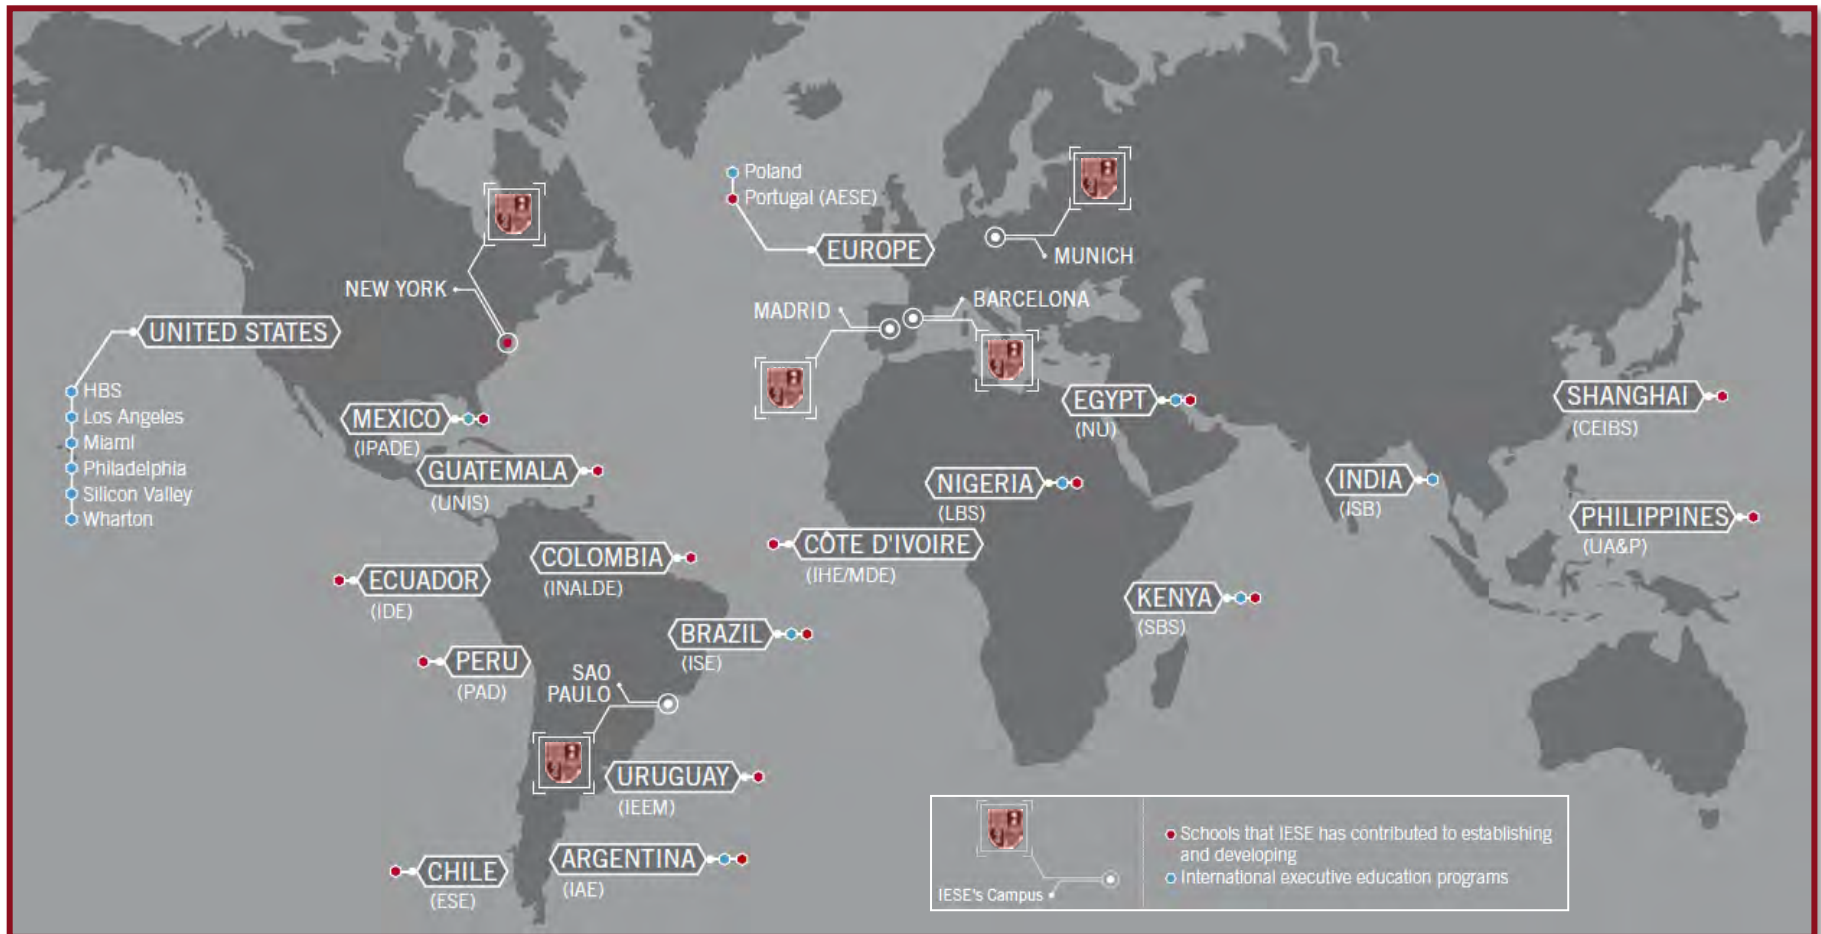 Poland
Portugal (AESE)
EUROPE
MUNICH
NEW YORK
MADRID
BARCELONA
UNITED STATES
HBS
Los Angeles
Miami
Philadelphia
Silicon Valley
Wharton
MEXICO
(IPADE)
GUATEMALA
(UNIS)
EGYPT
(NU)
SHANGHAI
(CEIBS)
NIGERIA
(LBS)
INDIA
(ISB)
PHILIPPINES
(UA&P)
CÔTE D'IVOIRE
(IHE/MDE)
COLOMBIA
(INALDE)
ECUADOR
(IDE)
KENYA
(SBS)
BRAZIL
(ISE)
PERU
(PAD)
SAO
PAULO
URUGUAY
(IEEM)
ARGENTINA
(IAE)
CHILE
(ESE)
IESE's Campus
Schools that IESE has contributed to establishing
and developing
International executive education programs